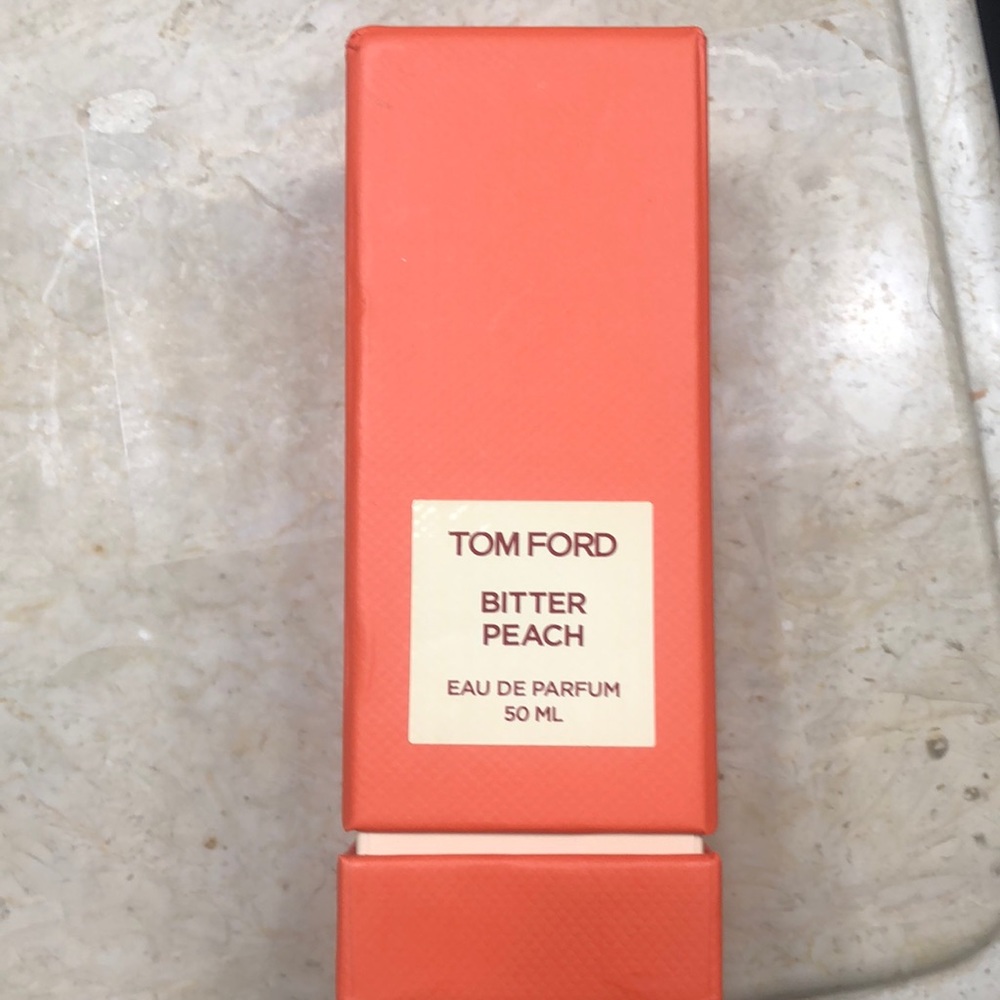 TOM FORD
BITTER
PEACH
EAU DE PARFUM
50 ML